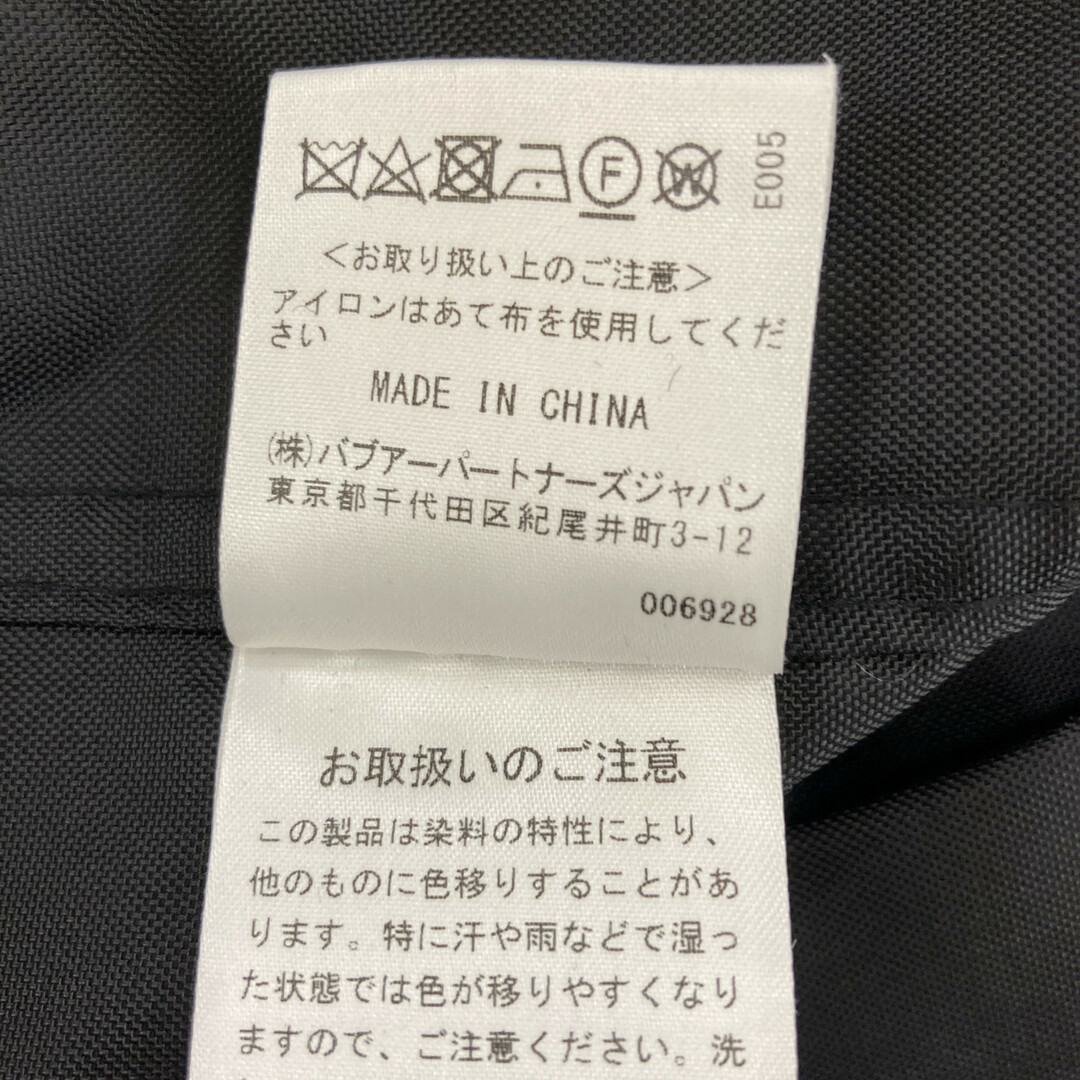 E005
F
W
<お取り扱い上のご注意>
アイロンはあて布を使用してくだ
さい
MADE IN CHINA
(株)バブアーパートナーズジャパン
東京都千代田区紀尾井町3-12
006928
お取扱いのご注意
この製品は染料の特性により、
他のものに色移りすることがあ
ります。特に汗や雨などで湿っ
た状態では色が移りやすくなり
ますので、ご注意ください。洗